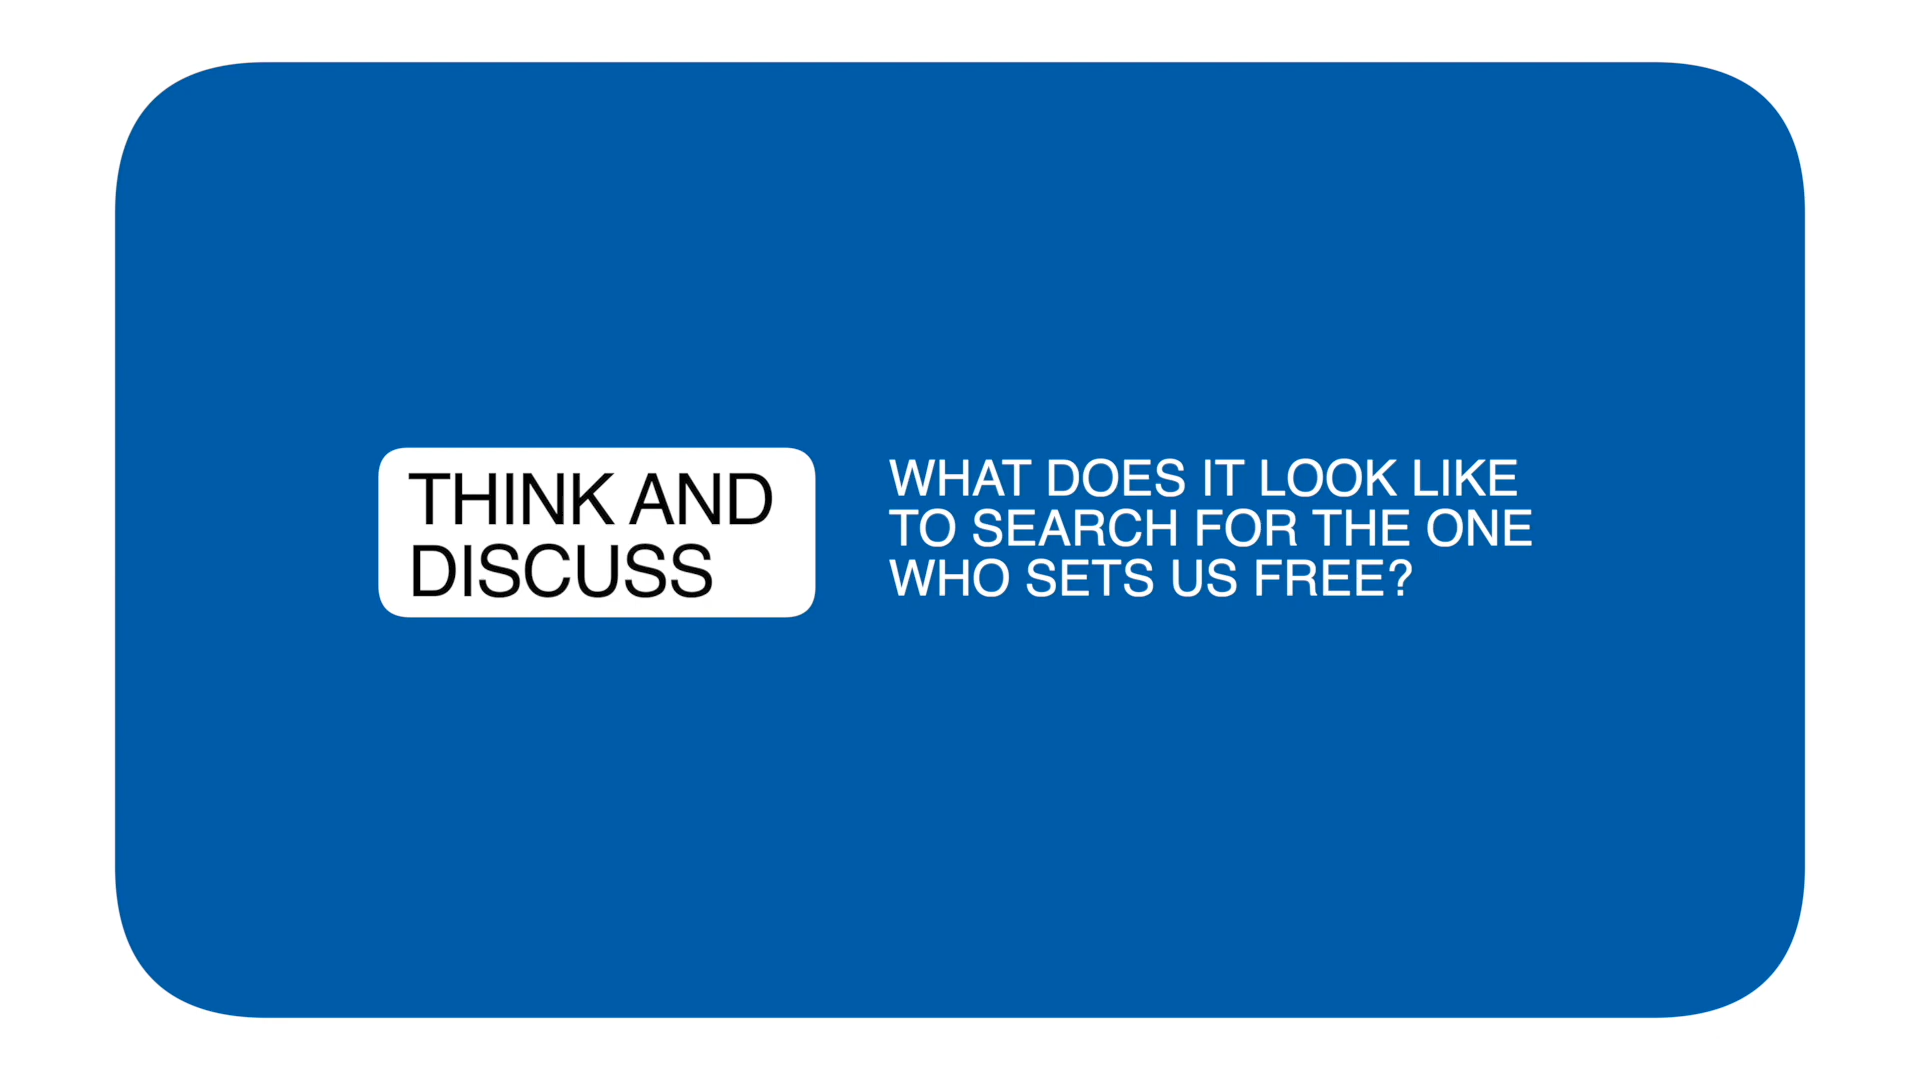 THINK AND
DISCUSS
WHAT DOES IT LOOK LIKE
TO SEARCH FOR THE ONE
WHO SETS US FREE?